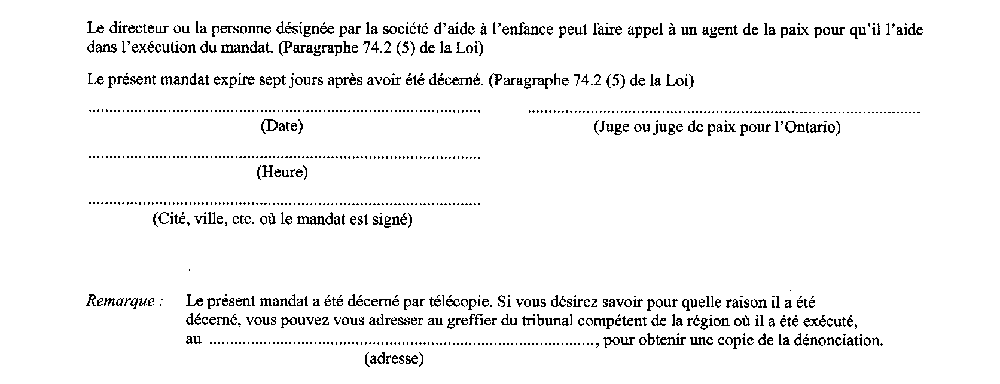 Le directeur ou la personne désignée par la société d'aide à l'enfance peut faire appel à un agent de la paix pour qu'il l'aide
dans l'exécution du mandat. (Paragraphe 74.2 (5) de la Loi)
Le présent mandat expire sept jours après avoir été décerné. (Paragraphe 74.2 (5) de la Loi)
(Date)
(Juge ou juge de paix pour l'Ontario)
(Heure)
(Cité, ville, etc. où le mandat est signé)
Remarque : Le présent mandat a été décerné par télécopie. Si vous désirez savoir pour quelle raison il a été
décerné, vous pouvez vous adresser au greffier du tribunal compétent de la région où il a été exécuté,
au ............................................................................................, pour obtenir une copie de la dénonciation.
(adresse)